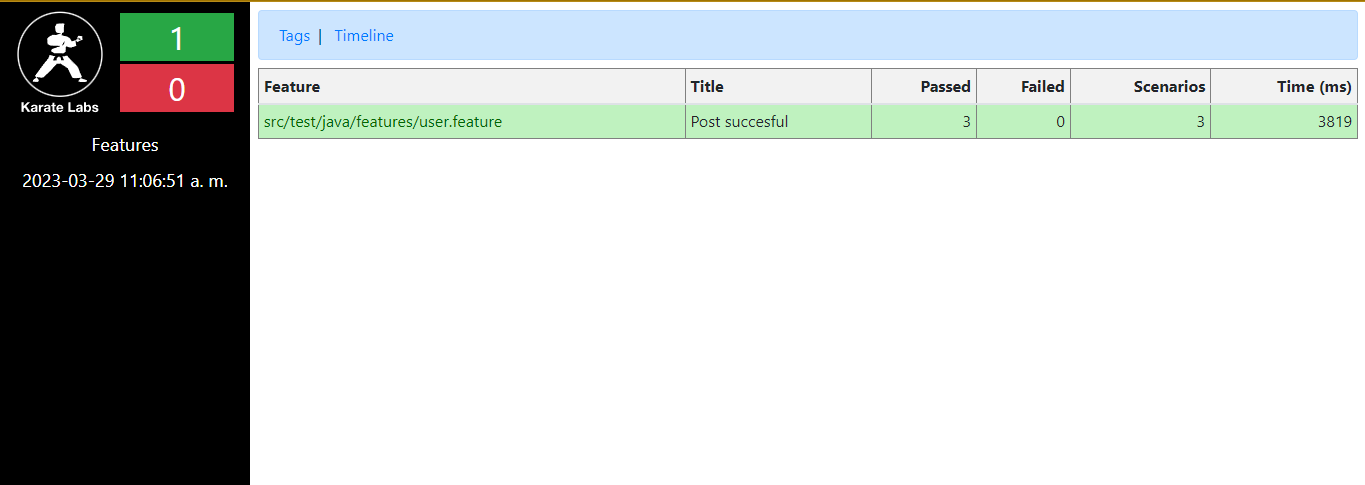 1
0
Karate Labs
Features
2023-03-29 11:06:51 a. m.
Tags | Timeline
Feature Title Passed Failed Scenarios Time (ms)
src/test/java/features/user.feature Post succesful 3 0 3 3819